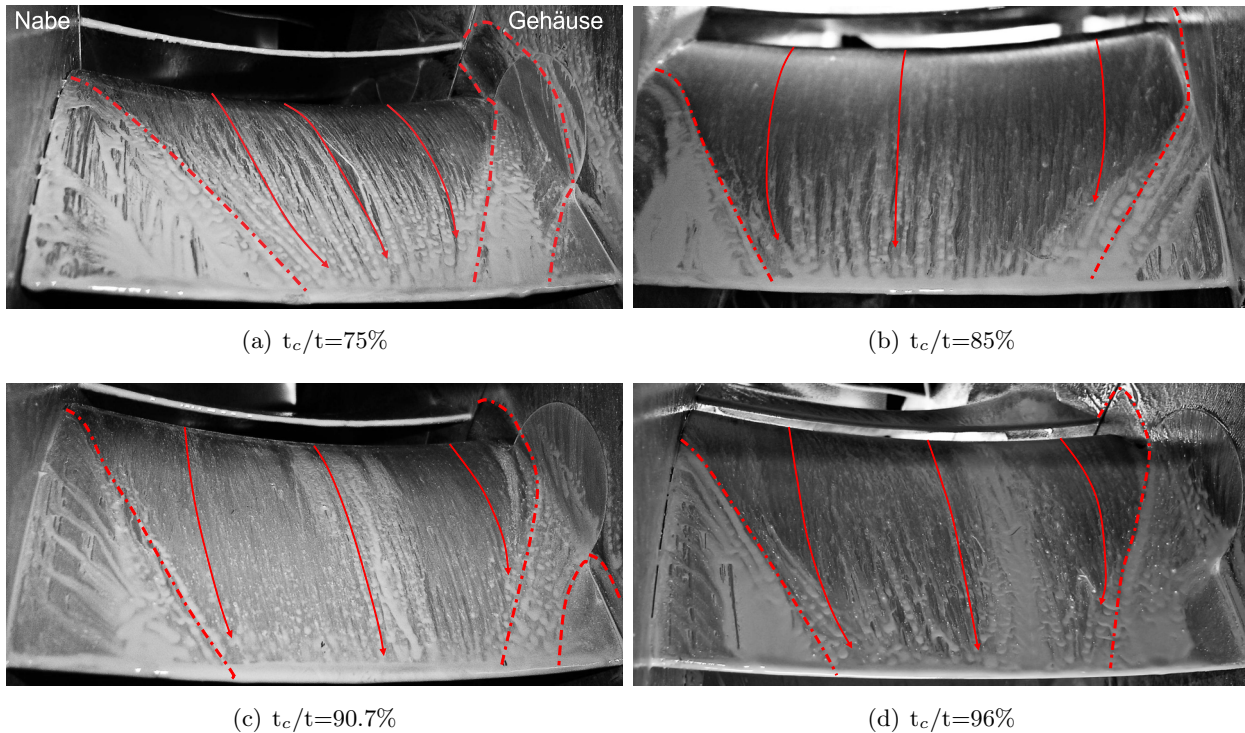 Nabe Gehäuse
(a) t_c/t=75%
(b) t_c/t=85%
(c) t_c/t=90.7%
(d) t_c/t=96%